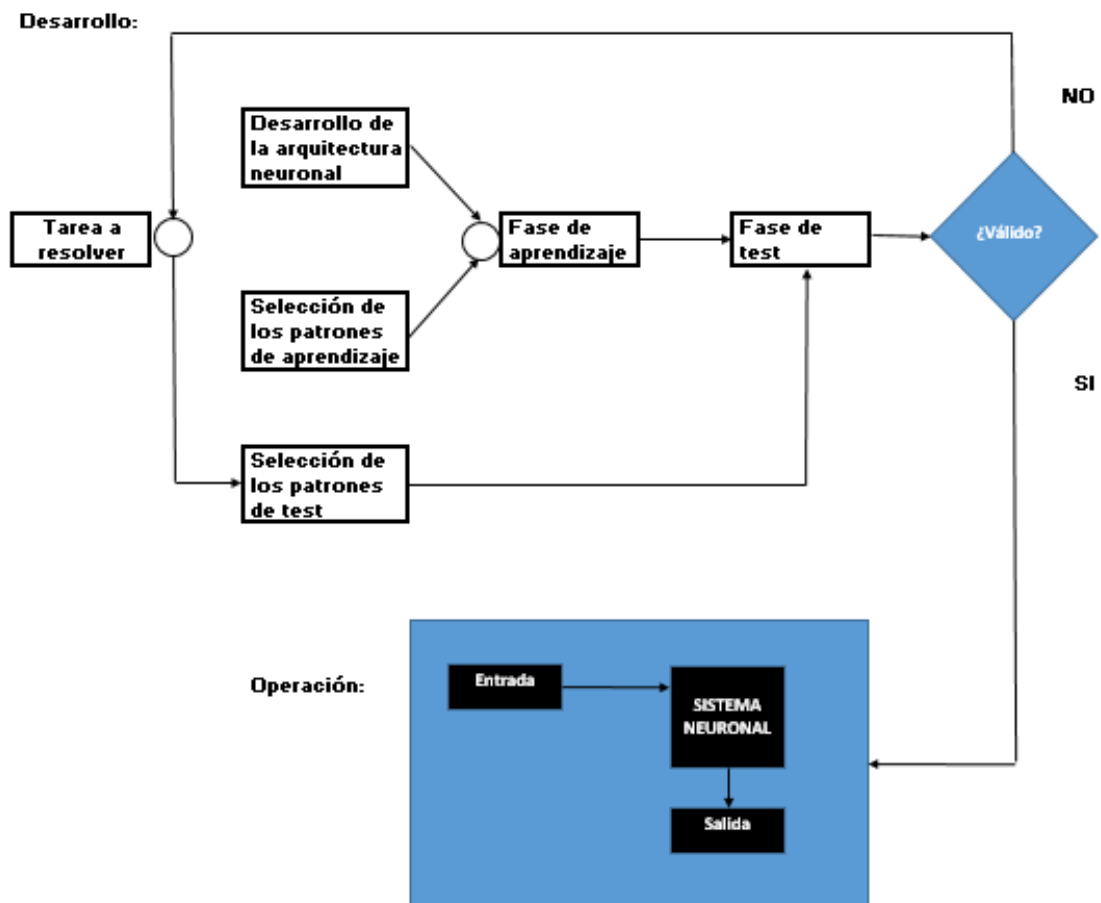 Desarrollo:
NO
Desarrollo de
la arquitectura
neuronal
Tarea a
resolver
Fase de
aprendizaje
Fase de
test
¿Válido?
Selección de
los patrones
de aprendizaje
SI
Selección de
los patrones
de test
Operación:
Entrada
SISTEMA
NEURONAL
Salida